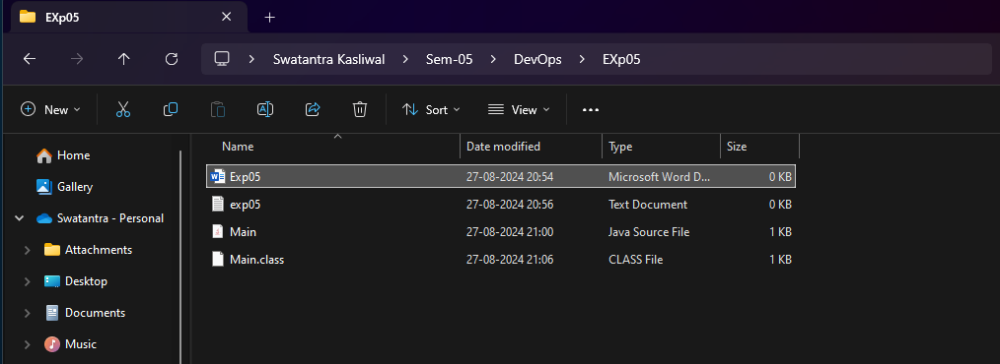 EXp05
Swatantra Kasliwal Sem-05 DevOps EXp05
New Sort View
Name Date modified Type Size
Home
Gallery
Swatantra - Personal
Attachments
Desktop
Documents
Music
Exp05 27-08-2024 20:54 Microsoft Word D... 0 KB
exp05 27-08-2024 20:56 Text Document 0 KB
Main 27-08-2024 21:00 Java Source File 1 KB
Main.class 27-08-2024 21:06 CLASS File 1 KB